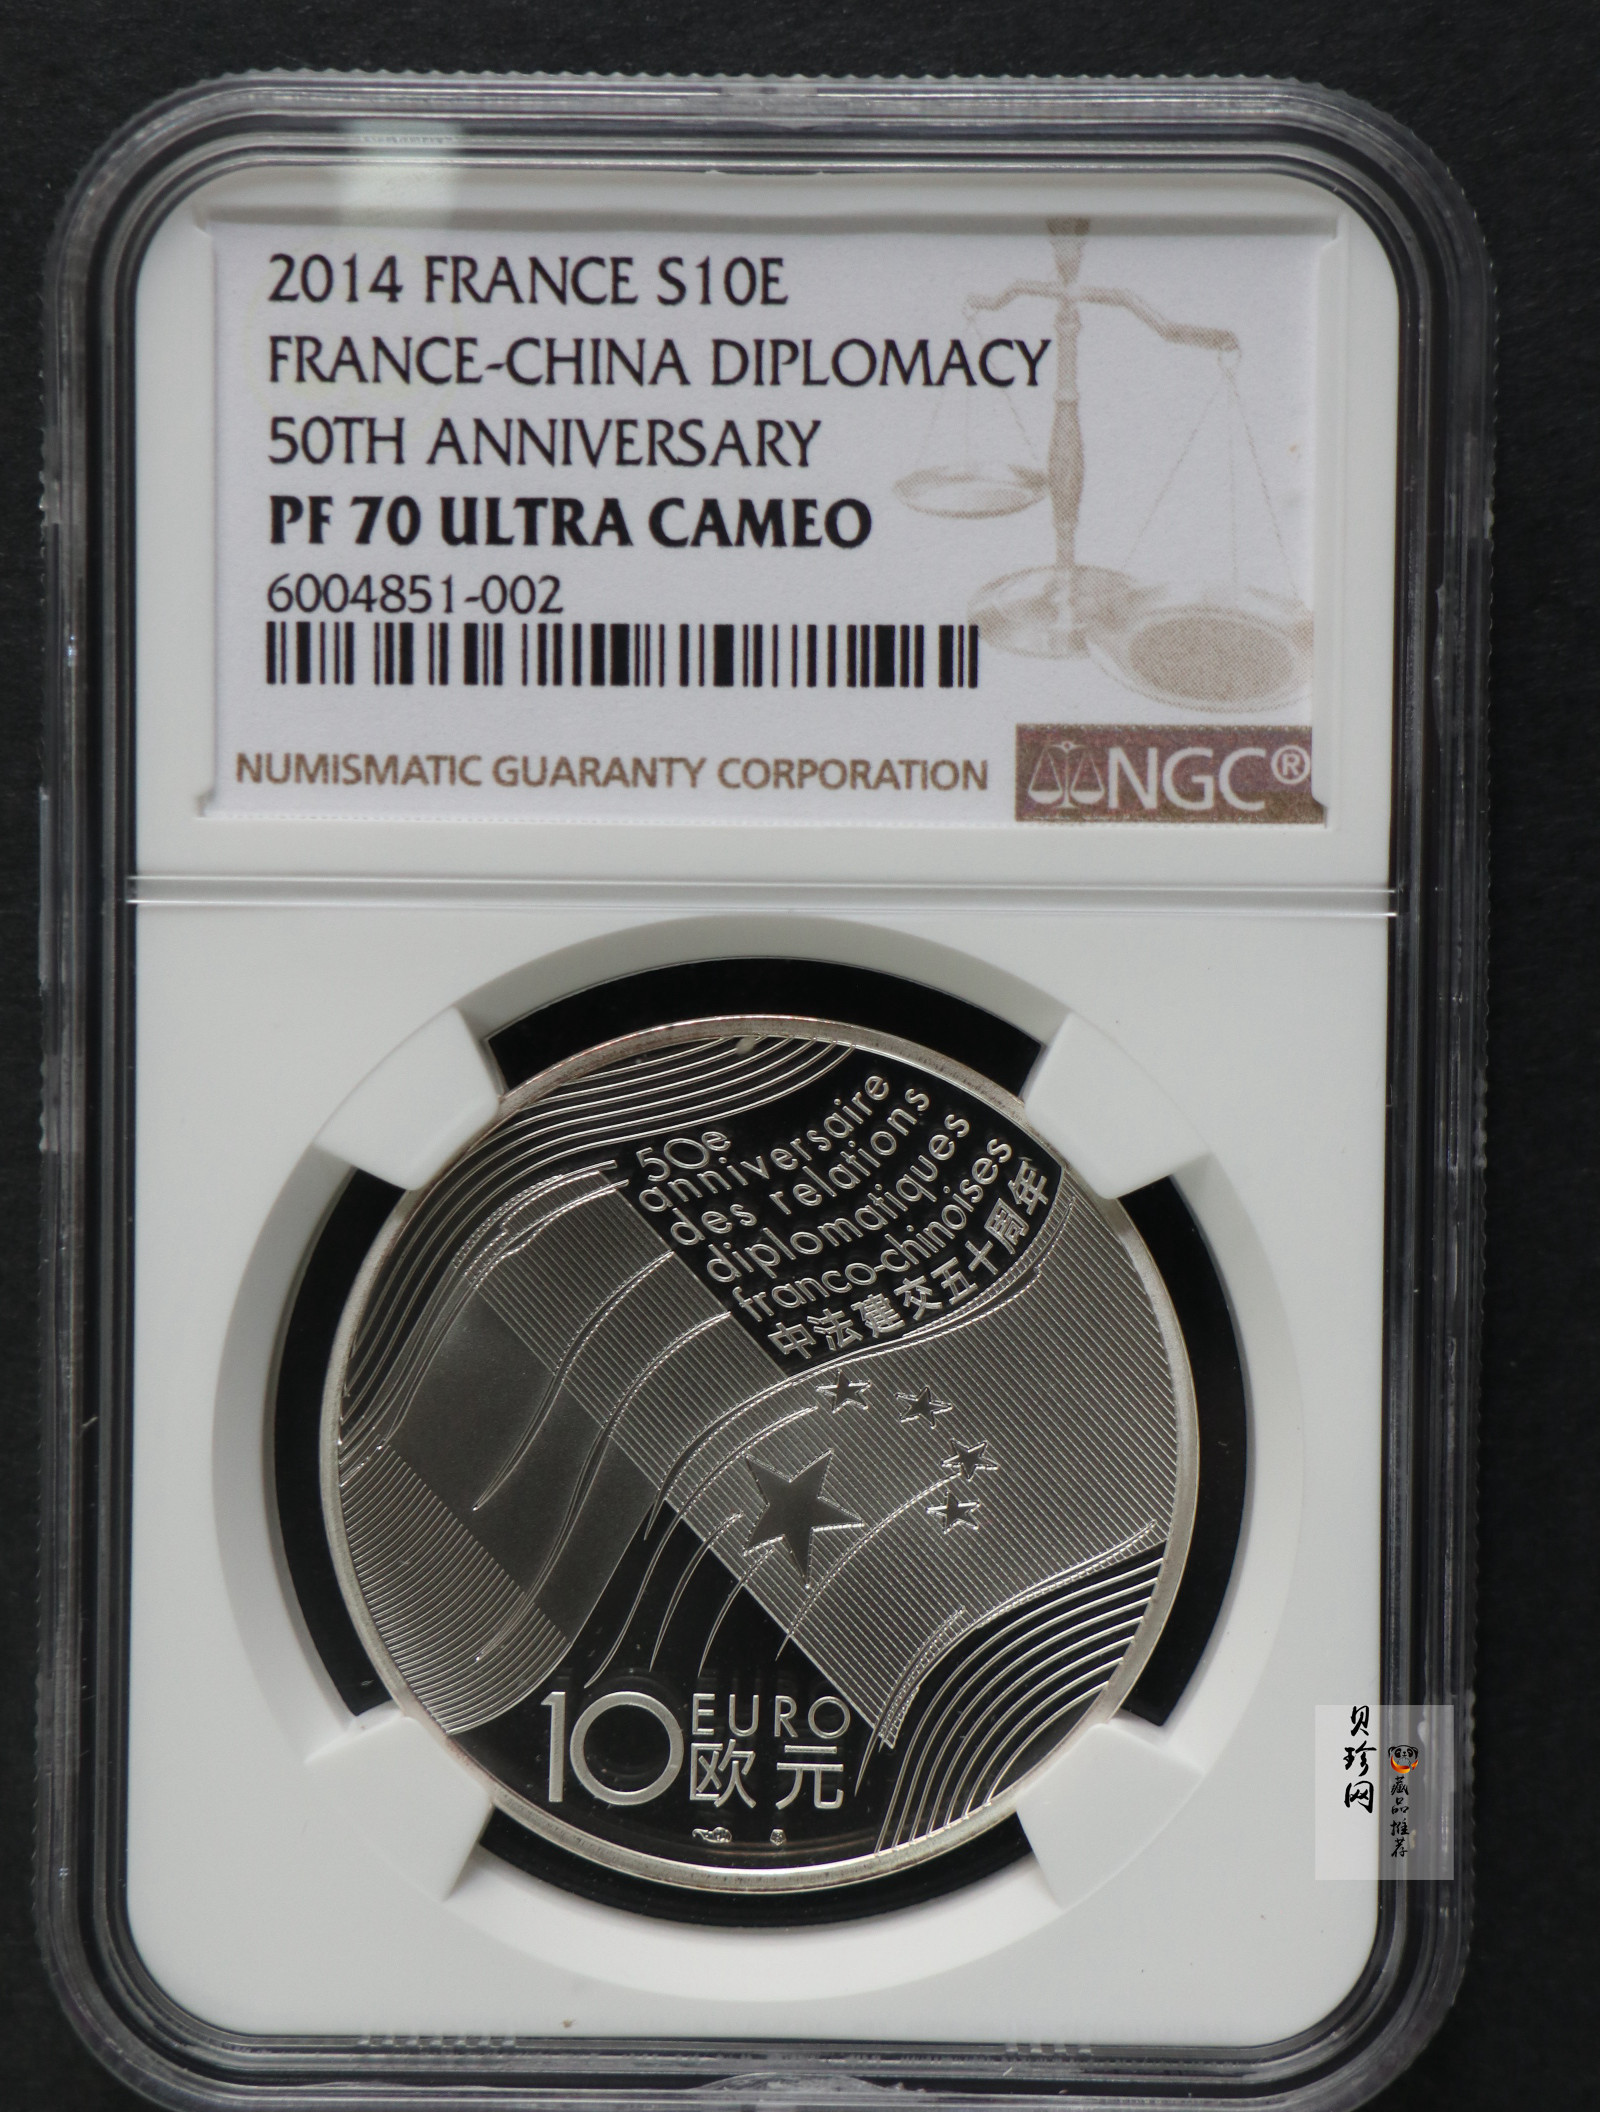 2014 FRANCE S10E
FRANCE-CHINA DIPLOMACY
50TH ANNIVERSARY
PF 70 ULTRA CAMEO
6004851-002
NUMISMATIC GUARANTY CORPORATION
NGC®
50e
anniversaire
des relations
diplomatiques
franco-chinoises
中法建交五十周年
10 EURO
欧元
贝珍网
藏品推荐